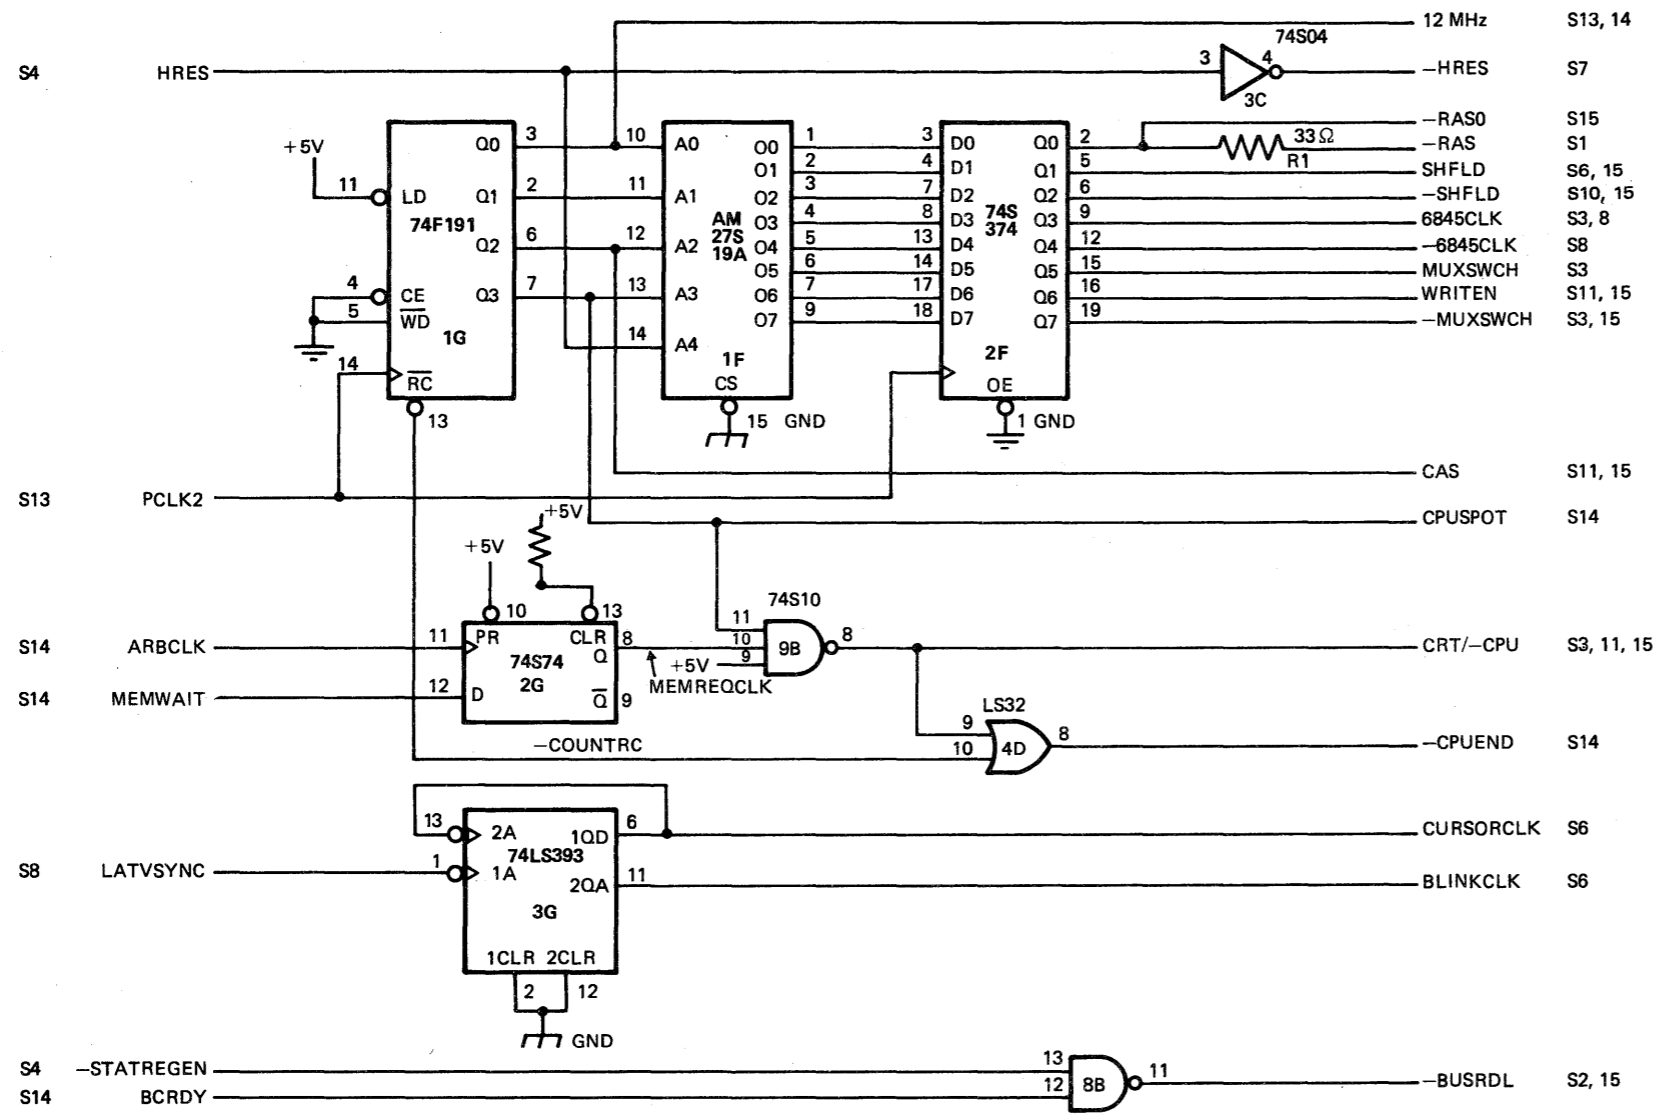 12 MHz S13, 14
74S04
S4 HRES 3 4 —HRES S7
3C
—RAS0 S15
+5V Q0 3 10 A0 O0 1 3 D0 Q0 2 33Ω —RAS S1
R1
O1 2 4 D1 Q1 5 SHFLD S6, 15
11 LD Q1 2 11 A1 O2 3 7 D2 Q2 6 —SHFLD S10, 15
74F191 AM 27S 19A O3 4 8 D3 74S 374 Q3 9 6845CLK S3, 8
Q2 6 12 A2 O4 5 13 D4 Q4 12 —6845CLK S8
O5 6 14 D5 Q5 15 MUXSWCH S3
4 CE Q3 7 13 A3 O6 7 17 D6 Q6 16 WRITEN S11, 15
5 WD O7 9 18 D7 Q7 19 —MUXSWCH S3, 15
1G 14 A4 1F 2F
14 RC CS OE
13 15 GND 1 GND
CAS S11, 15
S13 PCLK2
+5V CPUSPOT S14
+5V
10 13 74S10
PR CLR 11
S14 ARBCLK 11 74S74 Q 8 10 9B 8 CRT/—CPU S3, 11, 15
+5V 9
MEMREQCLK
S14 MEMWAIT 12 D 2G Q 9
LS32
—COUNTRC 9
10 4D 8 —CPUEND S14
13 2A 1QD 6 CURSORCLK S6
74LS393
S8 LATVSYNC 1 1A 2QA 11 BLINKCLK S6
3G
1CLR 2CLR
2 12
GND
S4 —STATREGEN 13
8B 11 —BUSRDL S2, 15
S14 BCRDY 12